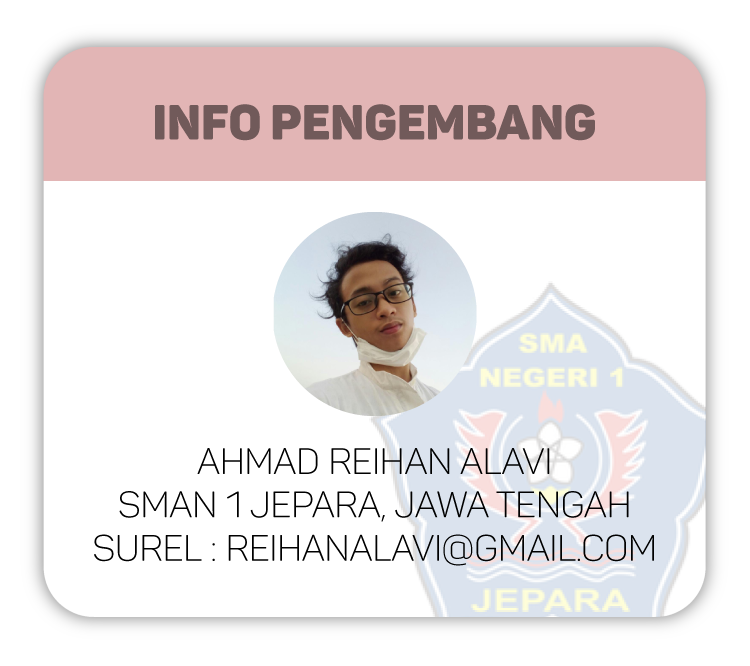 INFO PENGEMBANG
SMA
NEGERI 1
AHMAD REIHAN ALAVI
SMAN 1 JEPARA, JAWA TENGAH
SUREL : REIHANALAVI@GMAIL.COM
JEPARA